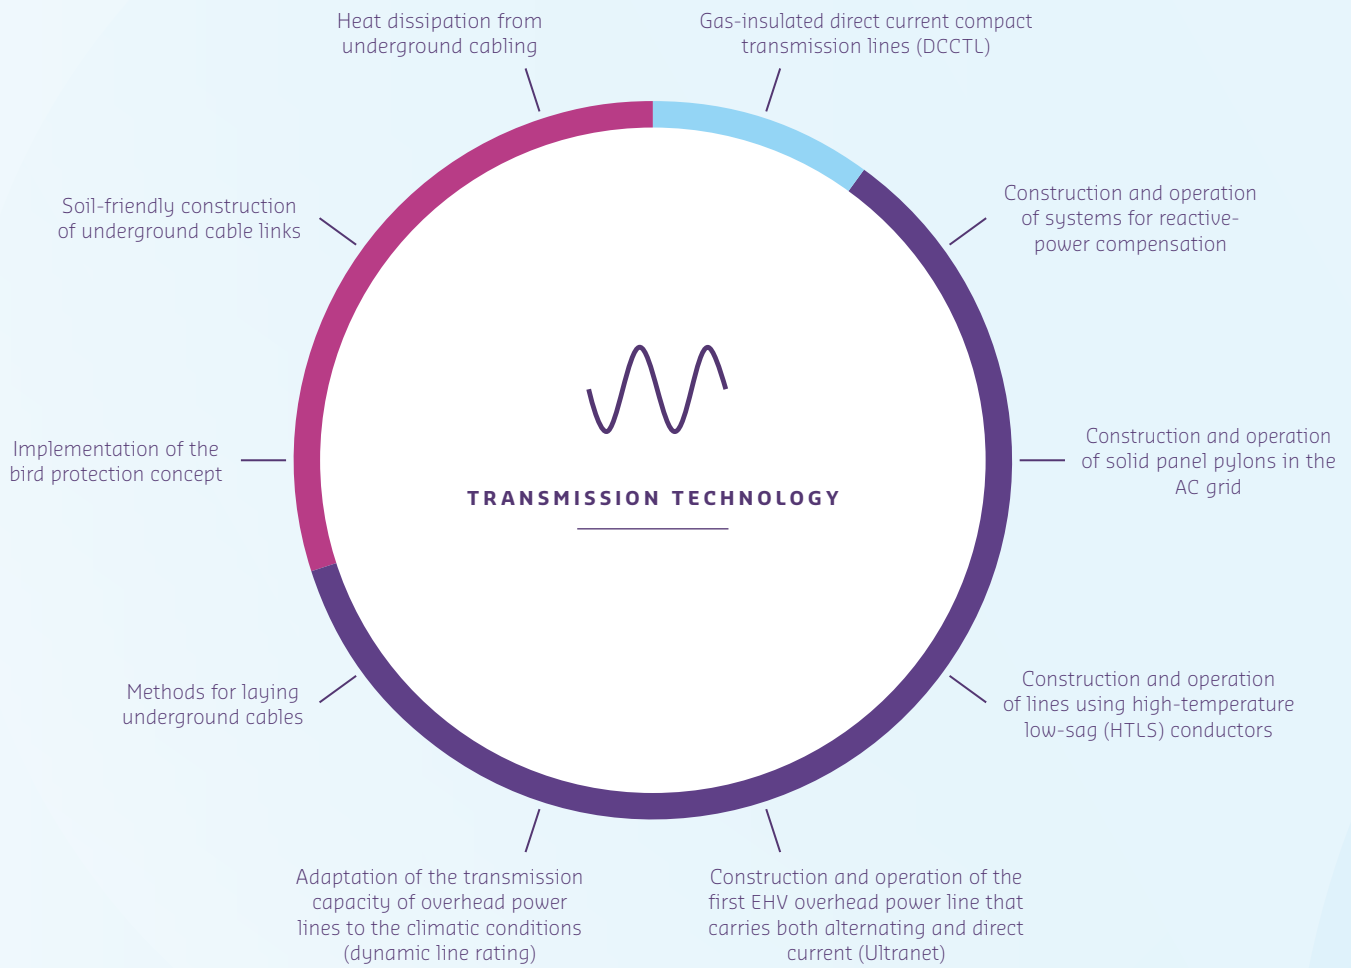 Heat dissipation from
underground cabling
Gas-insulated direct current compact
transmission lines (DCCTL)
Construction and operation
of systems for reactive-
power compensation
Construction and operation
of solid panel pylons in the
AC grid
Construction and operation
of lines using high-temperature
low-sag (HTLS) conductors
Construction and operation of the
first EHV overhead power line that
carries both alternating and direct
current (Ultranet)
Adaptation of the transmission
capacity of overhead power
lines to the climatic conditions
(dynamic line rating)
Methods for laying
underground cables
Implementation of the
bird protection concept
Soil-friendly construction
of underground cable links
TRANSMISSION TECHNOLOGY